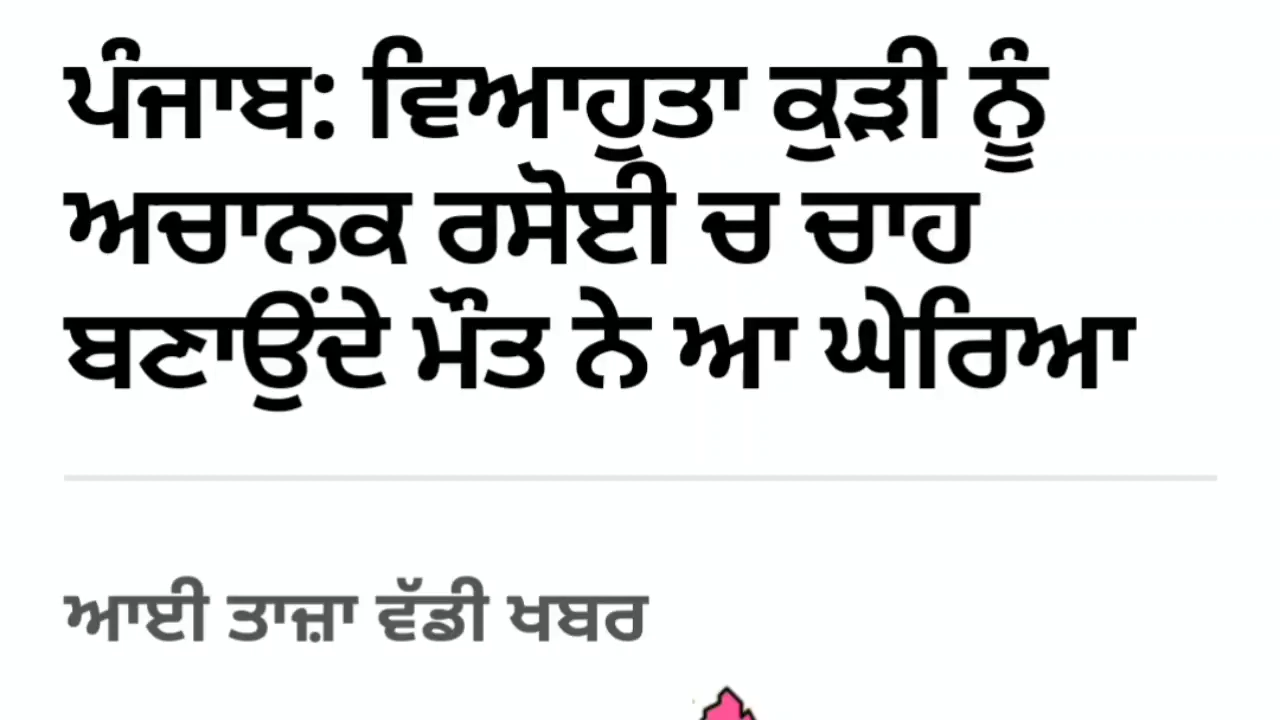 ਪੰਜਾਬ: ਵਿਆਹੁਤਾ ਕੁੜੀ ਨੂੰ
ਅਚਾਨਕ ਰਸੋਈ ਚ ਚਾਹ
ਬਣਾਉਂਦੇ ਮੌਤ ਨੇ ਆ ਘੇਰਿਆ
ਆਈ ਤਾਜ਼ਾ ਵੱਡੀ ਖਬਰ